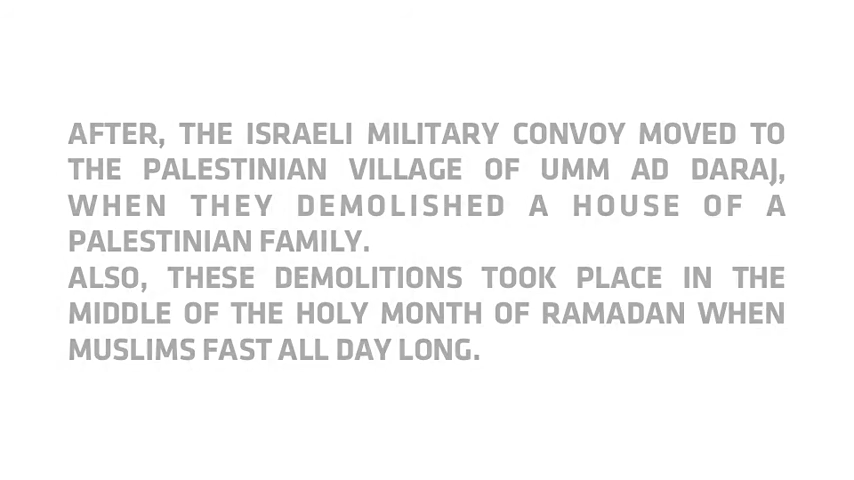 AFTER, THE ISRAELI MILITARY CONVOY MOVED TO
THE PALESTINIAN VILLAGE OF UMM AD DARAJ,
WHEN THEY DEMOLISHED A HOUSE OF A
PALESTINIAN FAMILY.
ALSO, THESE DEMOLITIONS TOOK PLACE IN THE
MIDDLE OF THE HOLY MONTH OF RAMADAN WHEN
MUSLIMS FAST ALL DAY LONG.